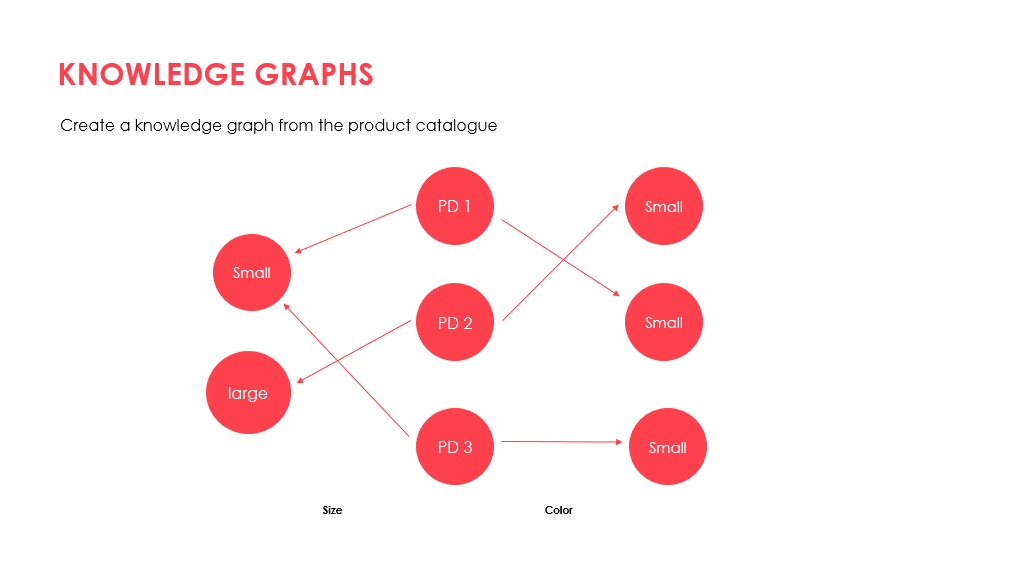 KNOWLEDGE GRAPHS
Create a knowledge graph from the product catalogue
PD 1
Small
Small
PD 2
Small
large
PD 3
Small
Size
Color